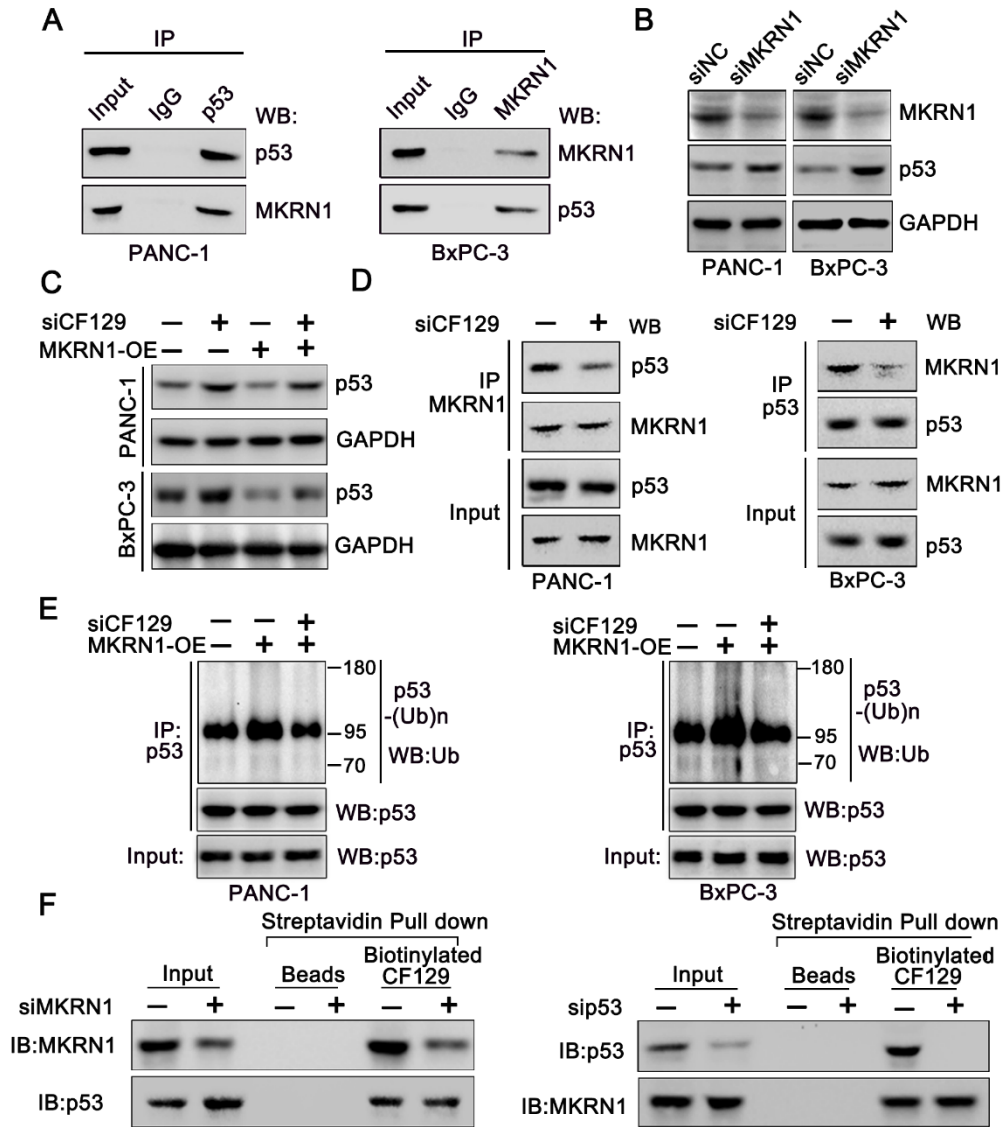 A
IP
Input IgG p53 WB:
p53
MKRN1
PANC-1
IP
Input IgG MKRN1 WB:
MKRN1
p53
BxPC-3
B
siNC siMKRN1 siNC siMKRN1
MKRN1
p53
GAPDH
PANC-1 BxPC-3
C
siCF129 – + – +
MKRN1-OE – – + +
PANC-1
p53
GAPDH
BxPC-3
p53
GAPDH
D
siCF129 – + WB
IP
MKRN1
p53
MKRN1
Input
p53
MKRN1
PANC-1
siCF129 – + WB
IP
p53
MKRN1
p53
Input
MKRN1
p53
BxPC-3
E
siCF129 – – +
MKRN1-OE – + +
IP:
p53
–180
–95
–70
p53
-(Ub)n
WB:Ub
WB:p53
Input: WB:p53
PANC-1
siCF129 – – +
MKRN1-OE – + +
IP:
p53
–180
–95
–70
p53
-(Ub)n
WB:Ub
WB:p53
Input: WB:p53
BxPC-3
F
Streptavidin Pull down
Input Beads Biotinylated
CF129
siMKRN1 – + – + – +
IB:MKRN1
IB:p53
Streptavidin Pull down
Input Beads Biotinylated
CF129
sip53 – + – + – +
IB:p53
IB:MKRN1